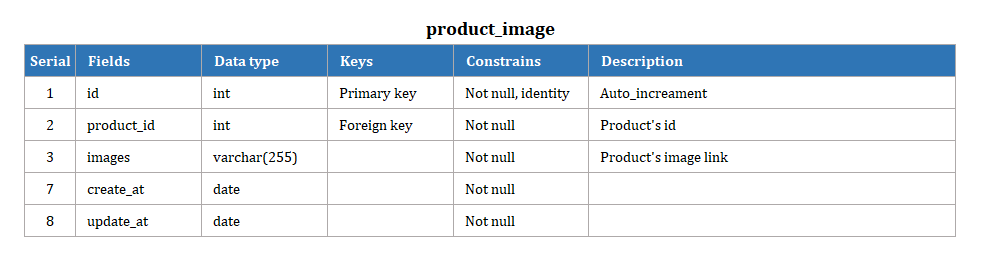 product_image
Serial Fields Data type Keys Constrains Description
1 id int Primary key Not null, identity Auto_increament
2 product_id int Foreign key Not null Product's id
3 images varchar(255) Not null Product's image link
7 create_at date Not null
8 update_at date Not null